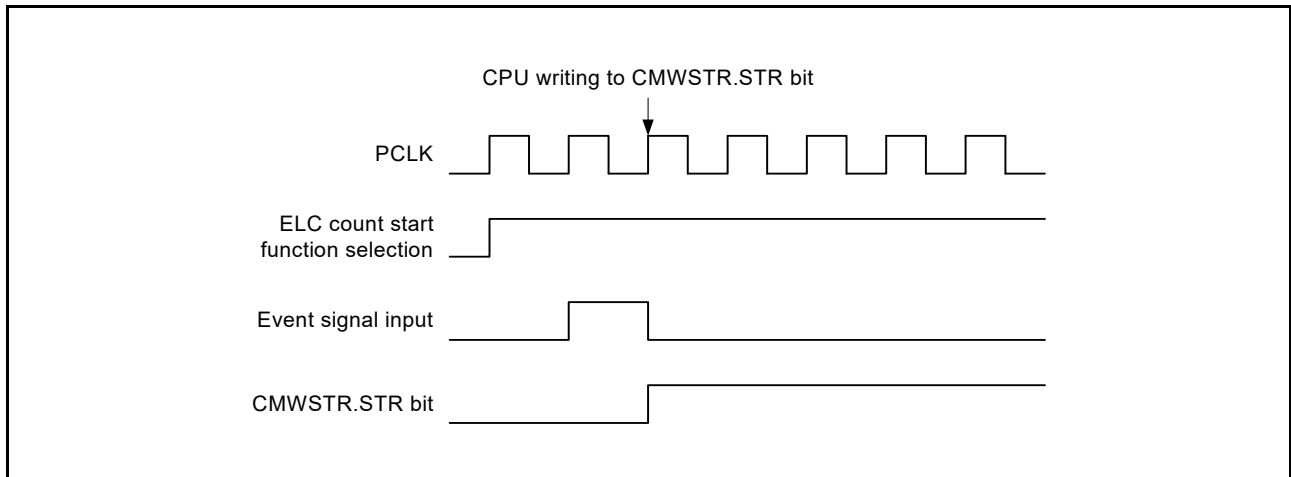 CPU writing to CMWSTR.STR bit
PCLK
ELC count start
function selection
Event signal input
CMWSTR.STR bit